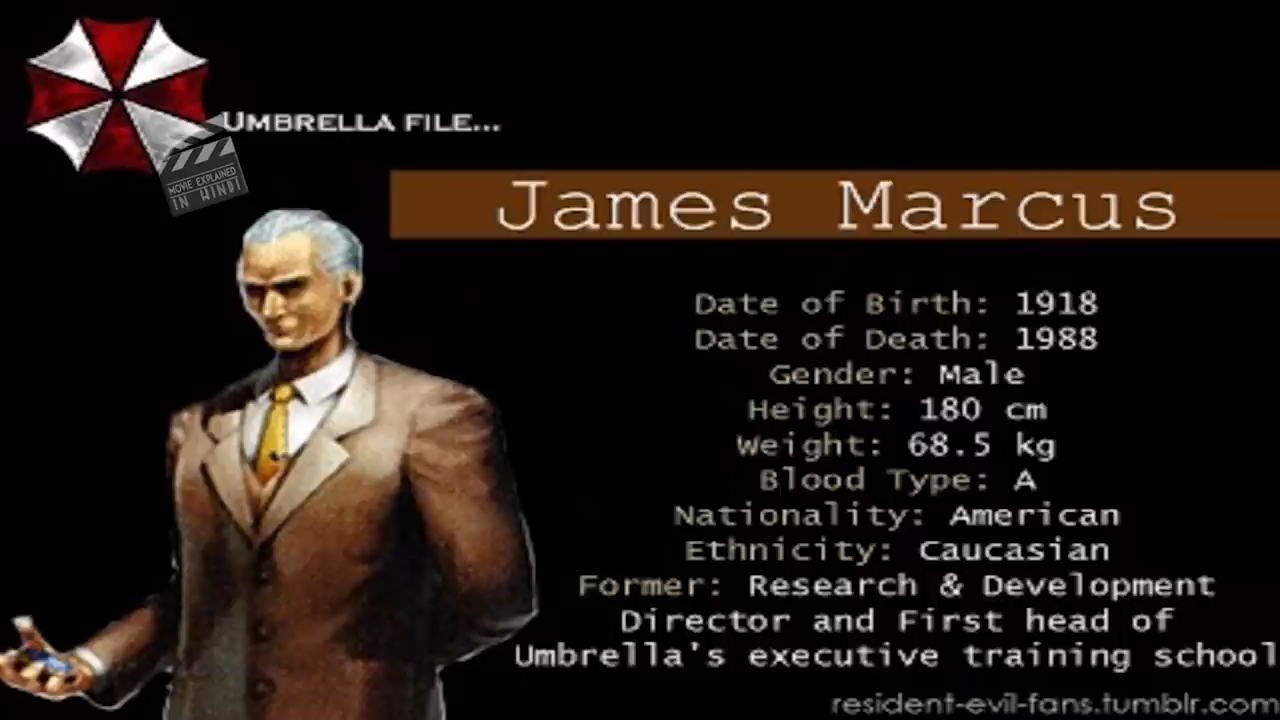 UMBRELLA FILE...
MOVIE EXPLAINED
IN HINDI
James Marcus
Date of Birth: 1918
Date of Death: 1988
Gender: Male
Height: 180 cm
Weight: 68.5 kg
Blood Type: A
Nationality: American
Ethnicity: Caucasian
Former: Research & Development
Director and First head of
Umbrella's executive training school
resident-evil-fans.tumblr.com